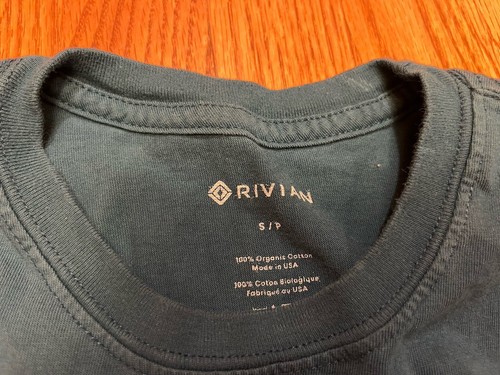 RIVIAN
S / P
100% Organic Cotton
Made in USA
100% Coton Biologique
Fabriqué au USA